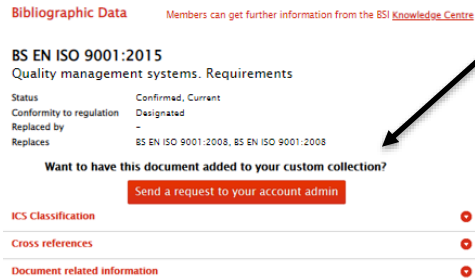 Bibliographic Data Members can get further information from the BSI Knowledge Centre
BS EN ISO 9001:2015
Quality management systems. Requirements
Status Confirmed, Current
Conformity to regulation Designated
Replaced by –
Replaces BS EN ISO 9001:2008, BS EN ISO 9001:2008
Want to have this document added to your custom collection?
Send a request to your account admin
ICS Classification
Cross references
Document related information